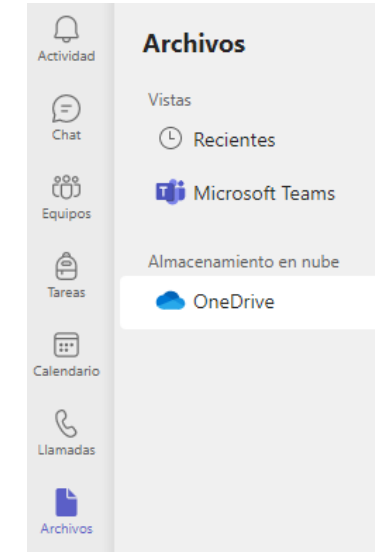 Actividad
Chat
Equipos
Tareas
Calendario
Llamadas
Archivos
Archivos
Vistas
Recientes
Microsoft Teams
Almacenamiento en nube
OneDrive